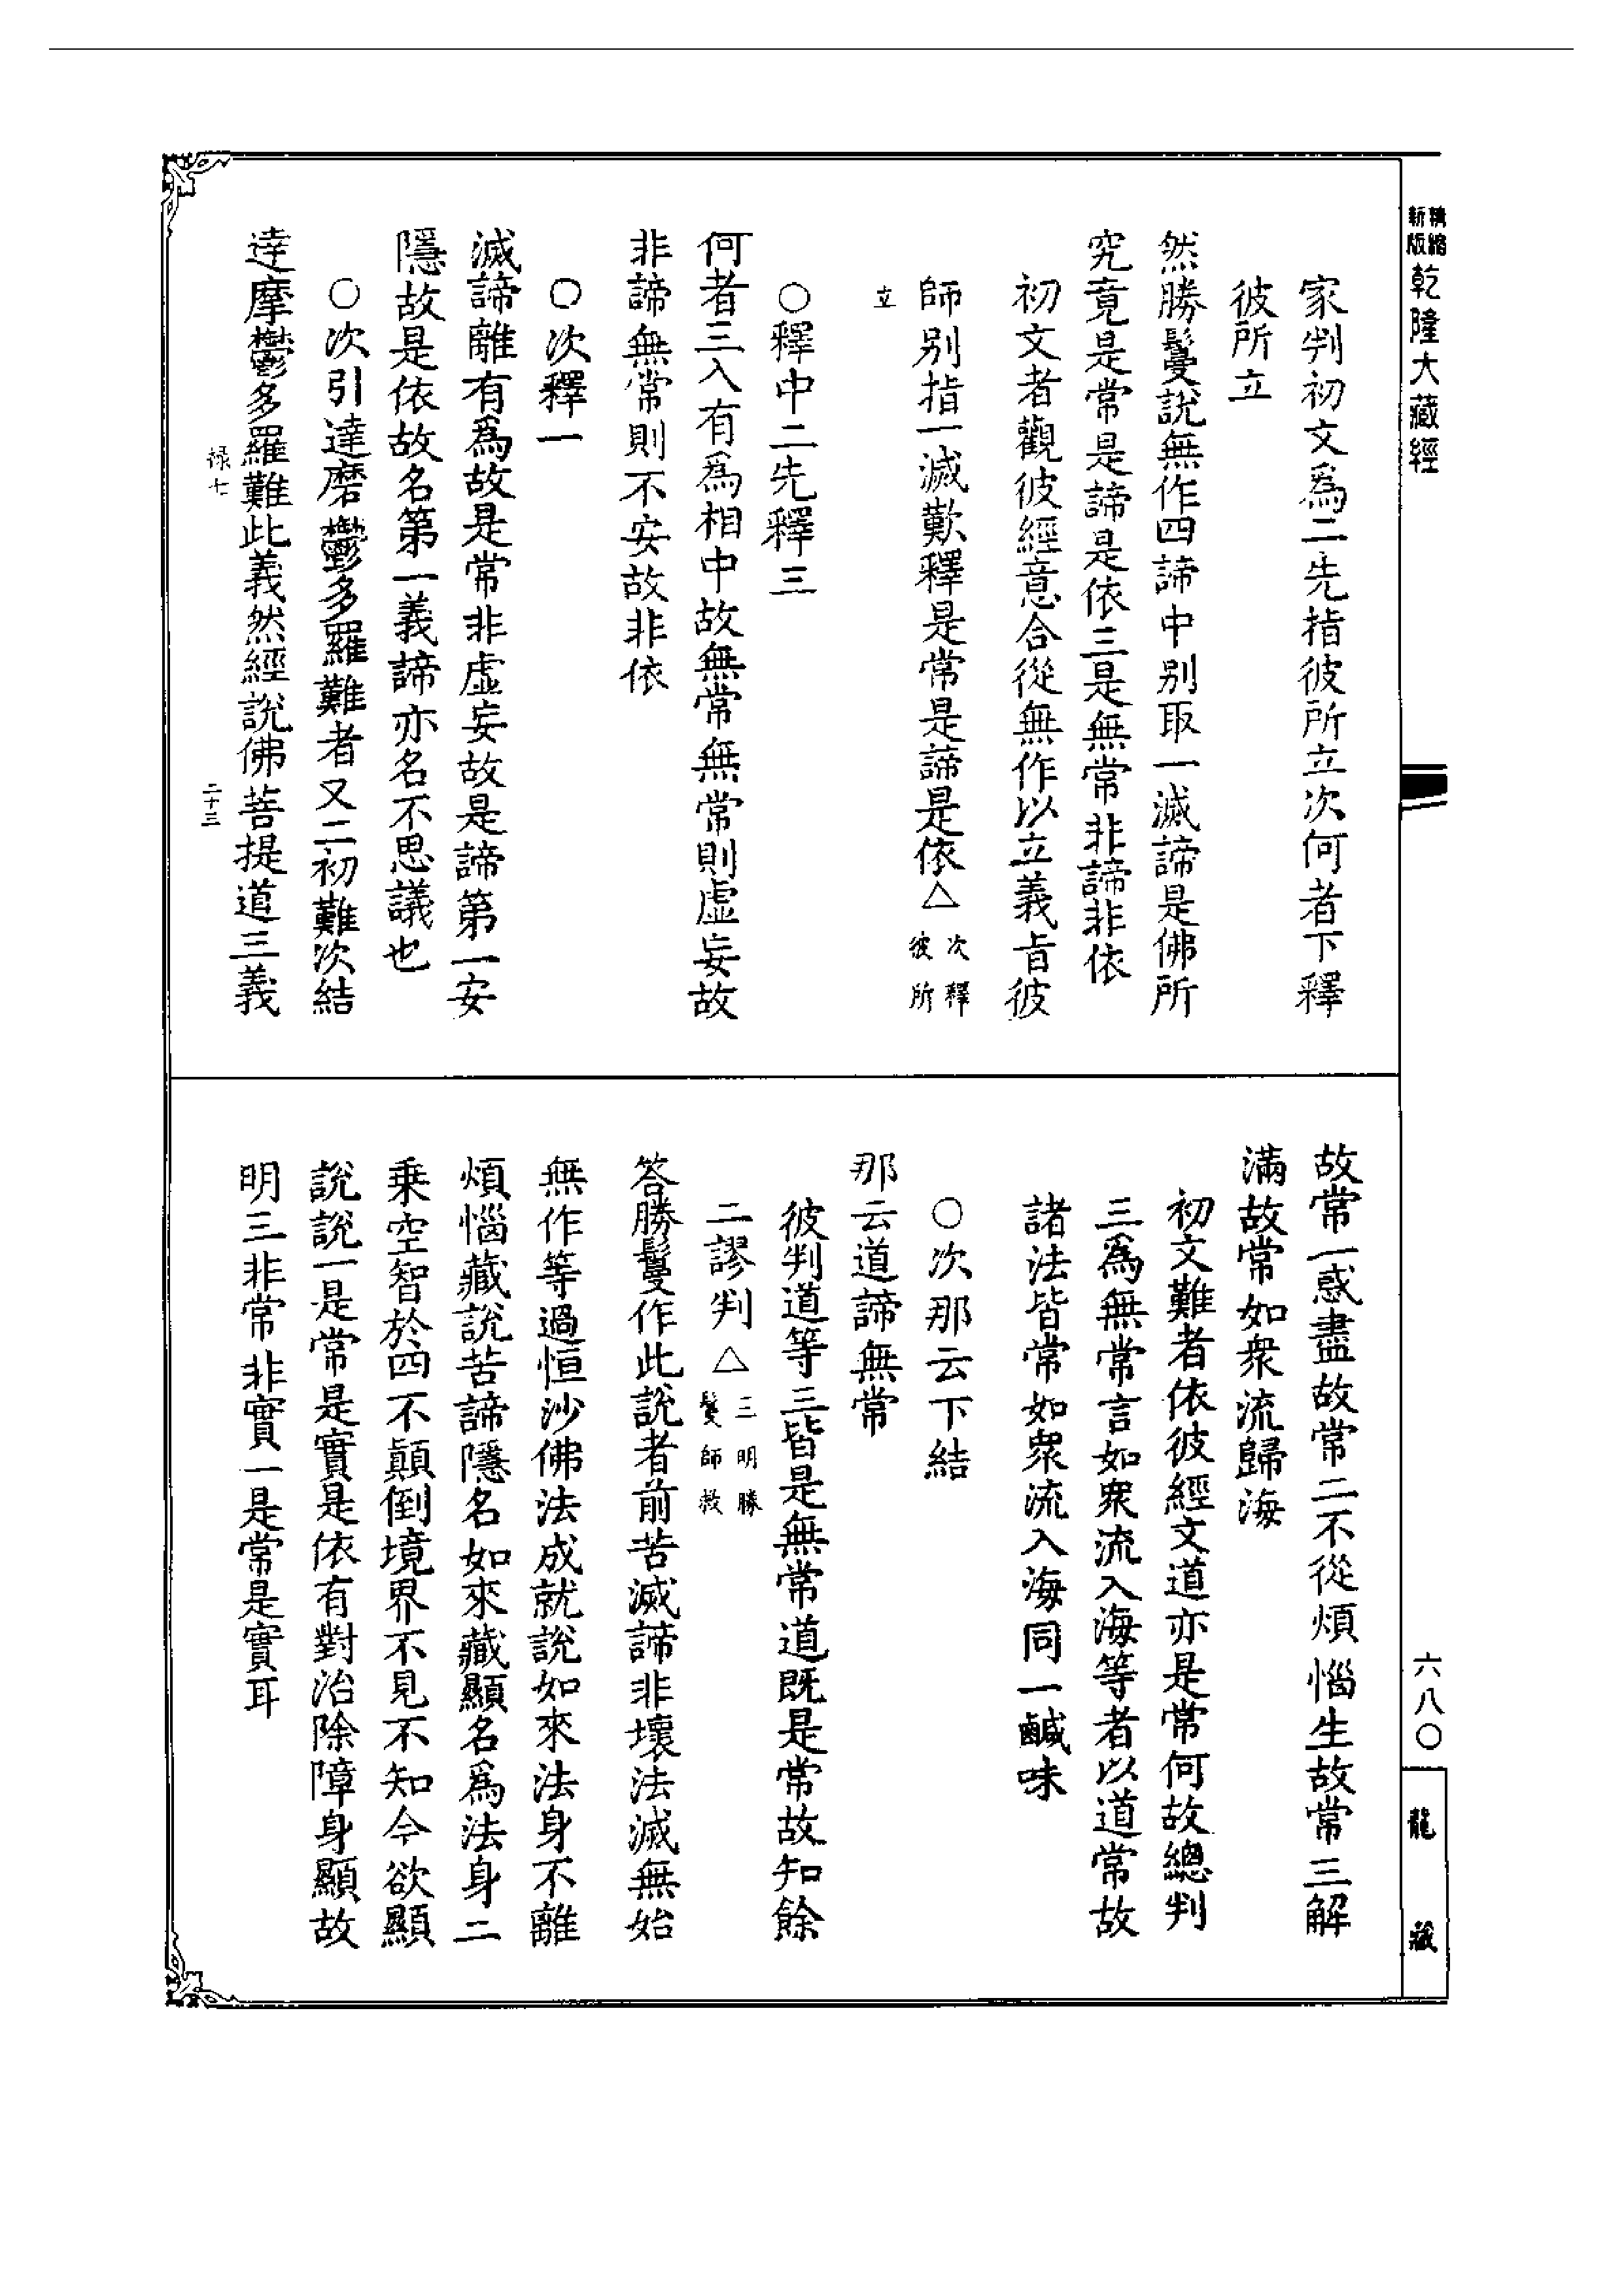 新版精縮乾隆大藏經
家判初文爲二先指彼所立次何者下釋
彼所立
然勝鬘說無作四諦中别取一滅諦是佛所
究竟是常是諦是依三是無常非諦非依
初文者觀彼經意合從無作以立義旨彼
師别指一滅歎釋是常是諦是依△次釋彼所
立
○釋中二先釋三
何者三入有爲相中故無常無常則虛妄故
非諦無常則不安故非依
○次釋一
滅諦離有爲故是常非虛妄故是諦第一安
隱故是依故名第一義諦亦名不思議也
○次引達磨鬱多羅難者又二初難次結
達摩鬱多羅難此義然經說佛菩提道三義
祿七
二十三
故常一惑盡故常二不從煩惱生故常三解
滿故常如衆流歸海
初文難者依彼經文道亦是常何故總判
三爲無常言如衆流入海等者以道常故
諸法皆常如衆流入海同一鹹味
○次那云下結
那云道諦無常
彼判道等三皆是無常道既是常故知餘
二謬判△三明勝鬘師救
答勝鬘作此說者前苦滅諦非壞法滅無始
無作等過恒沙佛法成就說如來法身不離
煩惱藏說苦諦隱名如來藏顯名爲法身二
乗空智於四不顛倒境界不見不知今欲顯
說說一是常是實是依有對治除障身顯故
明三非常非實一是常是實耳
六八〇
龍藏